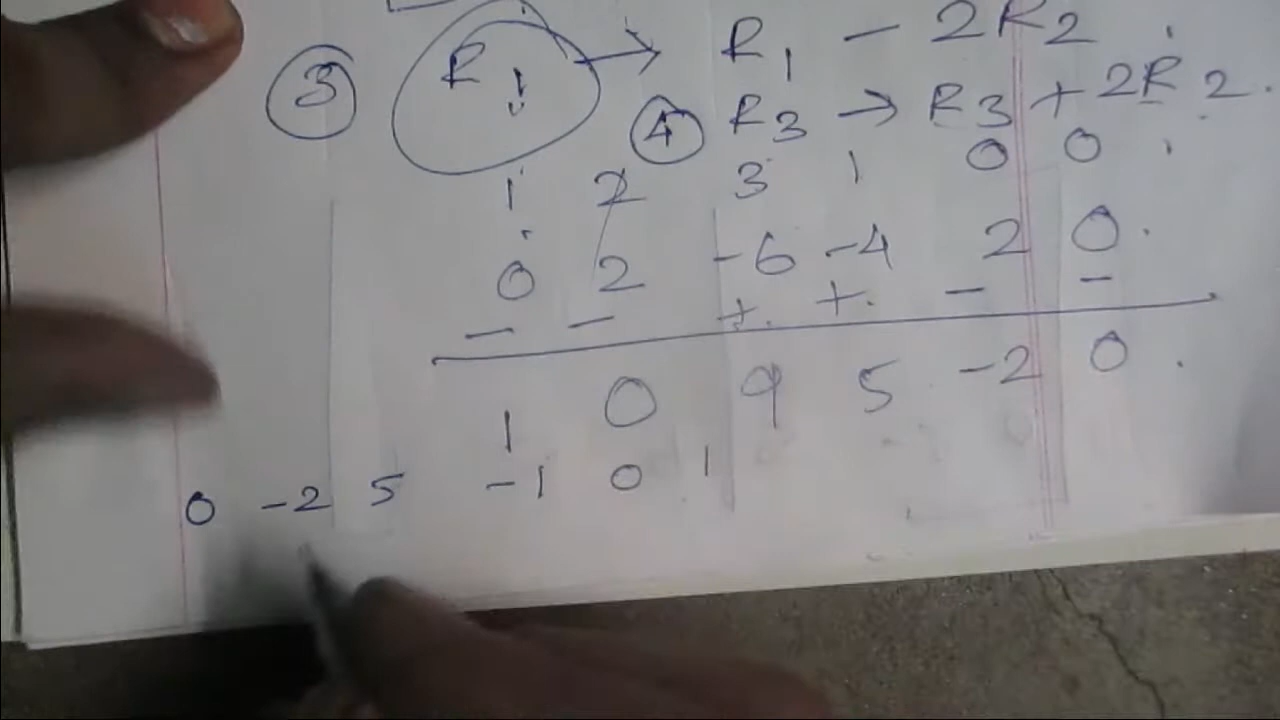 ③ R1 → R1 - 2R2
④ R3 → R3 + 2R2.
1 2 3 1 0 0
0 2 -6 -4 2 0.
- - +. +. - -
1 0 9 5 -2 0.
0 -2 5 -1 0 1